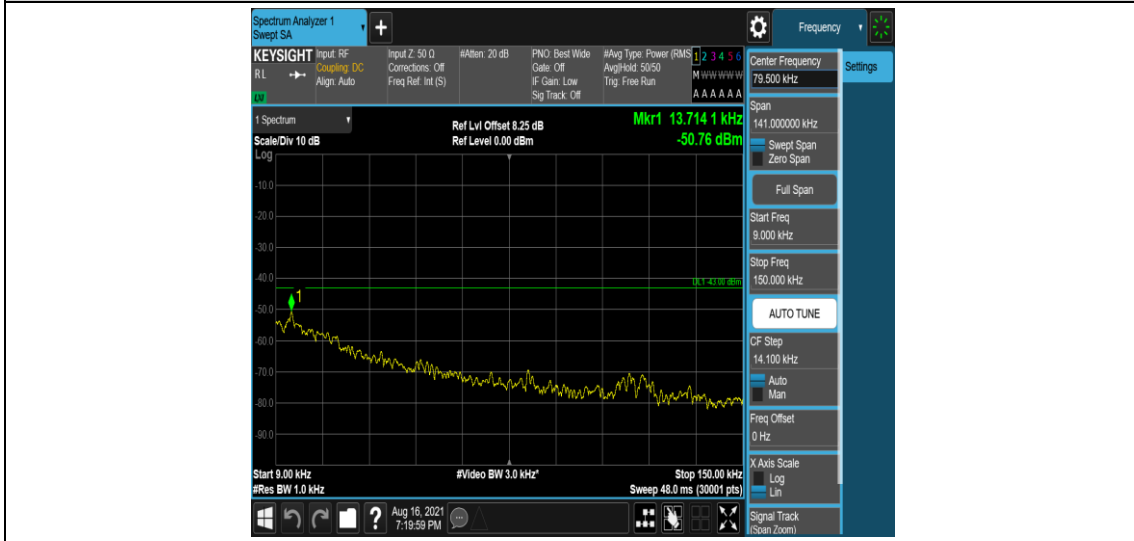 Spectrum Analyzer 1
Swept SA
+
Frequency
KEYSIGHT
RL
Input: RF
Coupling: DC
Align: Auto
Input Z: 50 Ω
Corrections: Off
Freq Ref: Int (S)
#Atten: 20 dB
PNO: Best Wide
Gate: Off
IF Gain: Low
Sig Track: Off
#Avg Type: Power (RMS
Avg|Hold: 50/50
Trig: Free Run
1 2 3 4 5 6
M W W W W W
A A A A A A
1 Spectrum
Scale/Div 10 dB
Log
Ref Lvl Offset 8.25 dB
Ref Level 0.00 dBm
Mkr1 13.714 1 kHz
-50.76 dBm
-10.0
-20.0
-30.0
-40.0
DL1 -43.00 dBm
1
-50.0
-60.0
-70.0
-80.0
-90.0
Start 9.00 kHz
#Res BW 1.0 kHz
#Video BW 3.0 kHz*
Stop 150.00 kHz
Sweep 48.0 ms (30001 pts)
?
Aug 16, 2021
7:19:59 PM
Center Frequency
79.500 kHz
Settings
Span
141.000000 kHz
Swept Span
Zero Span
Full Span
Start Freq
9.000 kHz
Stop Freq
150.000 kHz
AUTO TUNE
CF Step
14.100 kHz
Auto
Man
Freq Offset
0 Hz
X Axis Scale
Log
Lin
Signal Track
(Span Zoom)